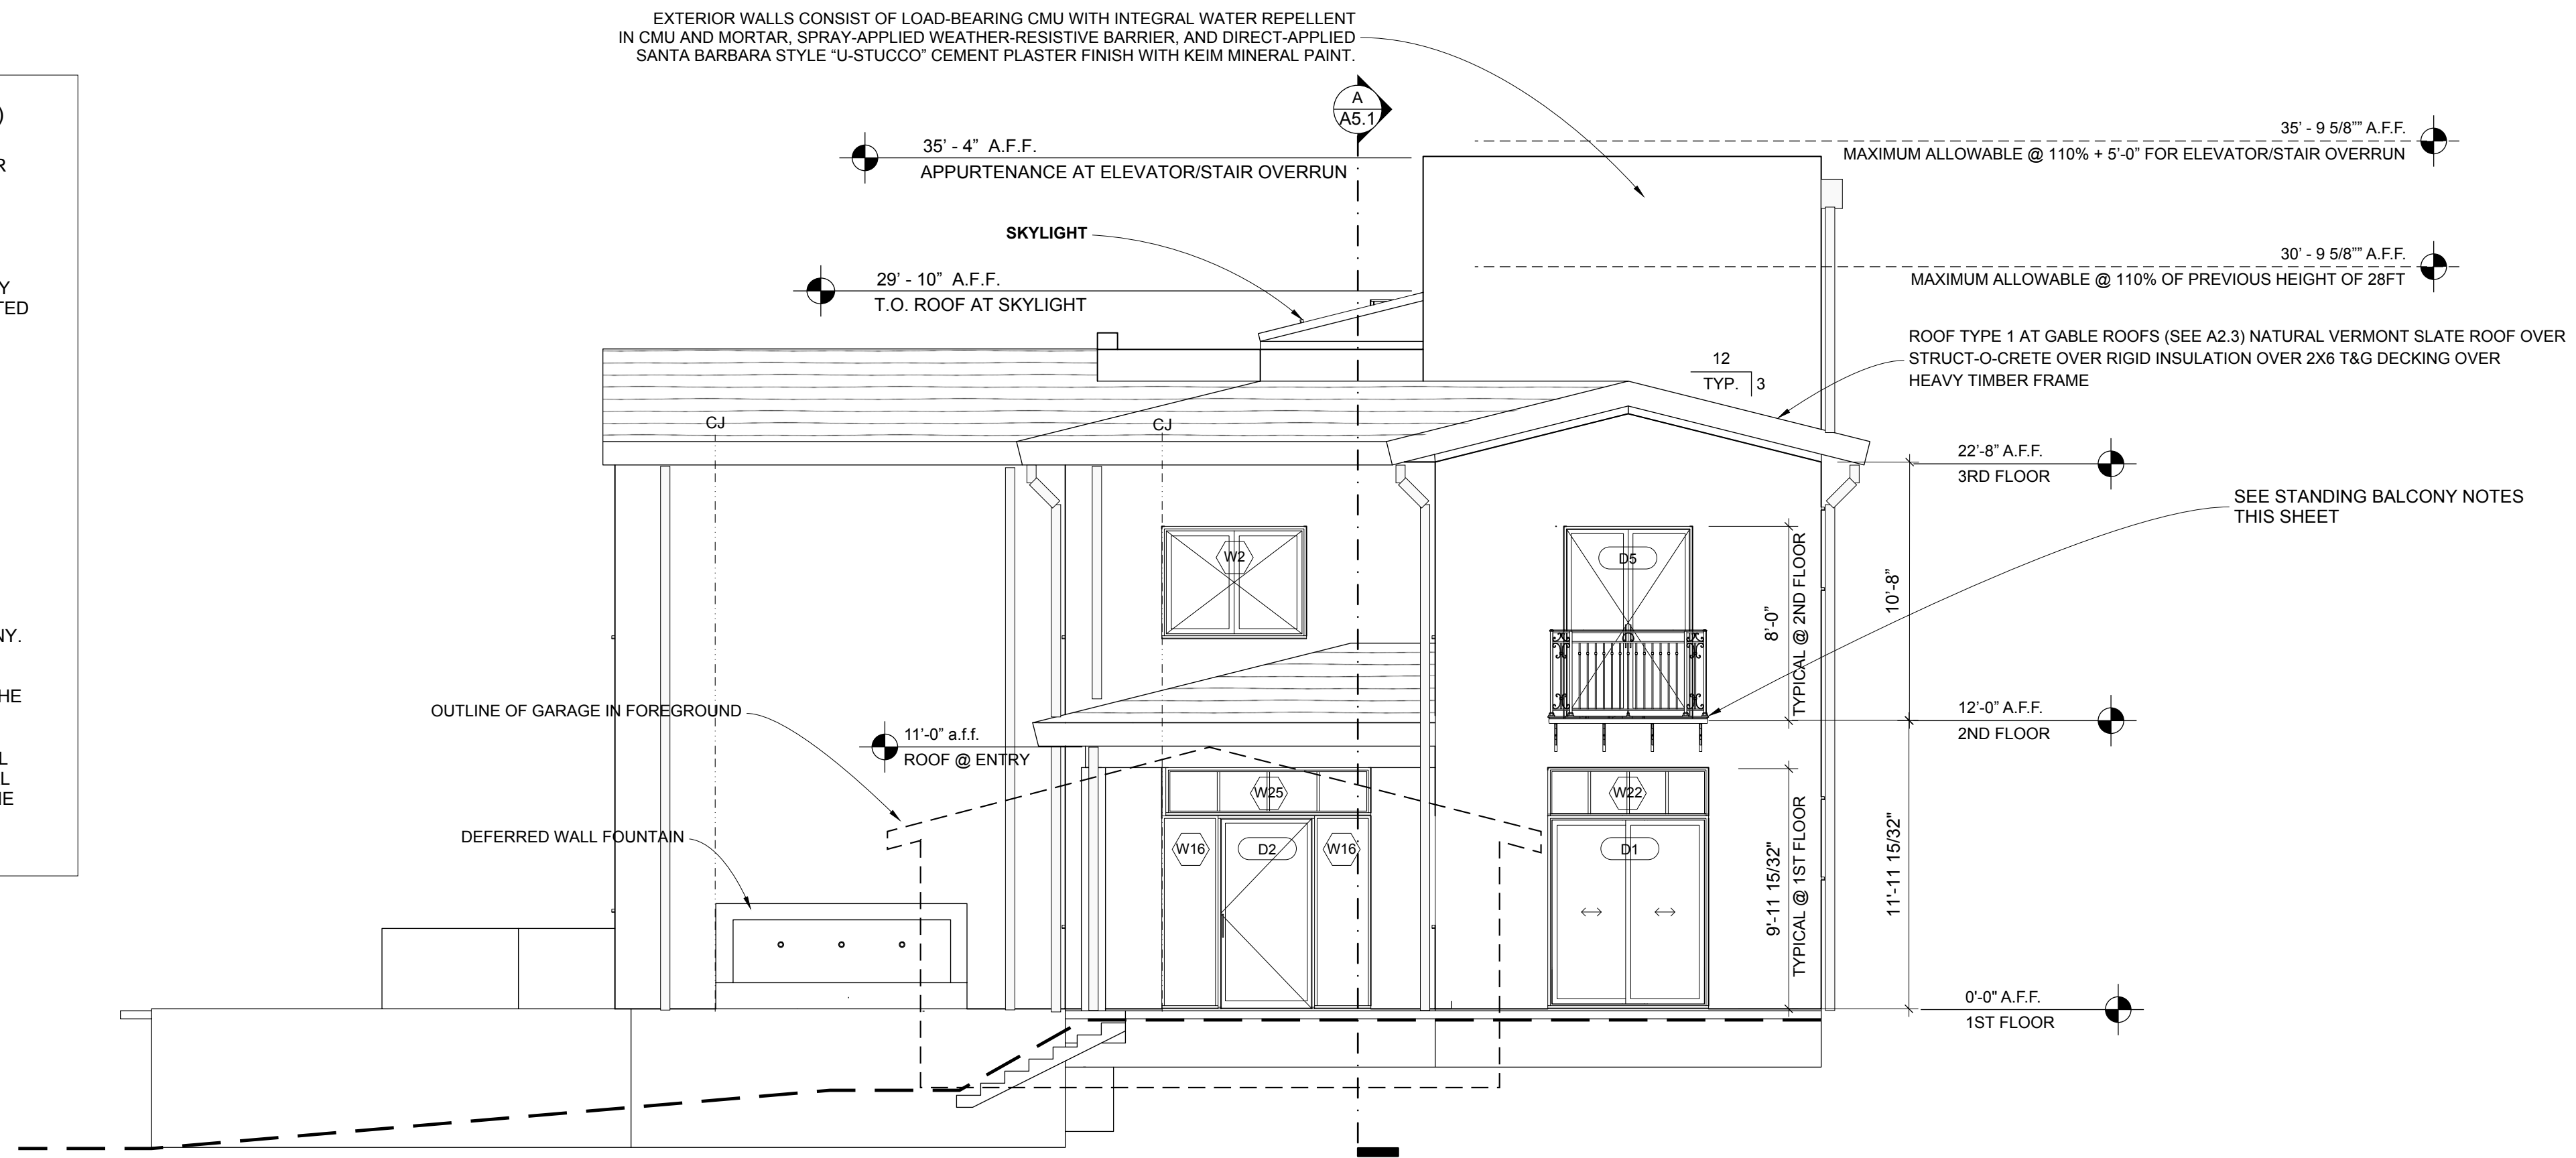 EXTERIOR WALLS CONSIST OF LOAD-BEARING CMU WITH INTEGRAL WATER REPELLENT
IN CMU AND MORTAR, SPRAY-APPLIED WEATHER-RESISTIVE BARRIER, AND DIRECT-APPLIED
SANTA BARBARA STYLE “U-STUCCO” CEMENT PLASTER FINISH WITH KEIM MINERAL PAINT.
A
A5.1
35' - 4”  A.F.F.
APPURTENANCE AT ELEVATOR/STAIR OVERRUN
35' - 9 5/8”” A.F.F.
MAXIMUM ALLOWABLE @ 110% + 5'-0” FOR ELEVATOR/STAIR OVERRUN
SKYLIGHT
29' - 10”  A.F.F.
T.O. ROOF AT SKYLIGHT
30' - 9 5/8”” A.F.F.
MAXIMUM ALLOWABLE @ 110% OF PREVIOUS HEIGHT OF 28FT
ROOF TYPE 1 AT GABLE ROOFS (SEE A2.3) NATURAL VERMONT SLATE ROOF OVER
STRUCT-O-CRETE OVER RIGID INSULATION OVER 2X6 T&G DECKING OVER
HEAVY TIMBER FRAME
12
TYP.
3
CJ
CJ
22'-8” A.F.F.
3RD FLOOR
SEE STANDING BALCONY NOTES
THIS SHEET
W2
D5
8'-0”
TYPICAL @ 2ND FLOOR
10'-8”
OUTLINE OF GARAGE IN FOREGROUND
11'-0” a.f.f.
ROOF @ ENTRY
12'-0” A.F.F.
2ND FLOOR
W25
W22
DEFERRED WALL FOUNTAIN
W16
D2
W16
D1
9'-11 15/32"
TYPICAL @ 1ST FLOOR
11'-11 15/32"
0'-0" A.F.F.
1ST FLOOR
)
R
Y
TED
NY.
HE
L
L
NE